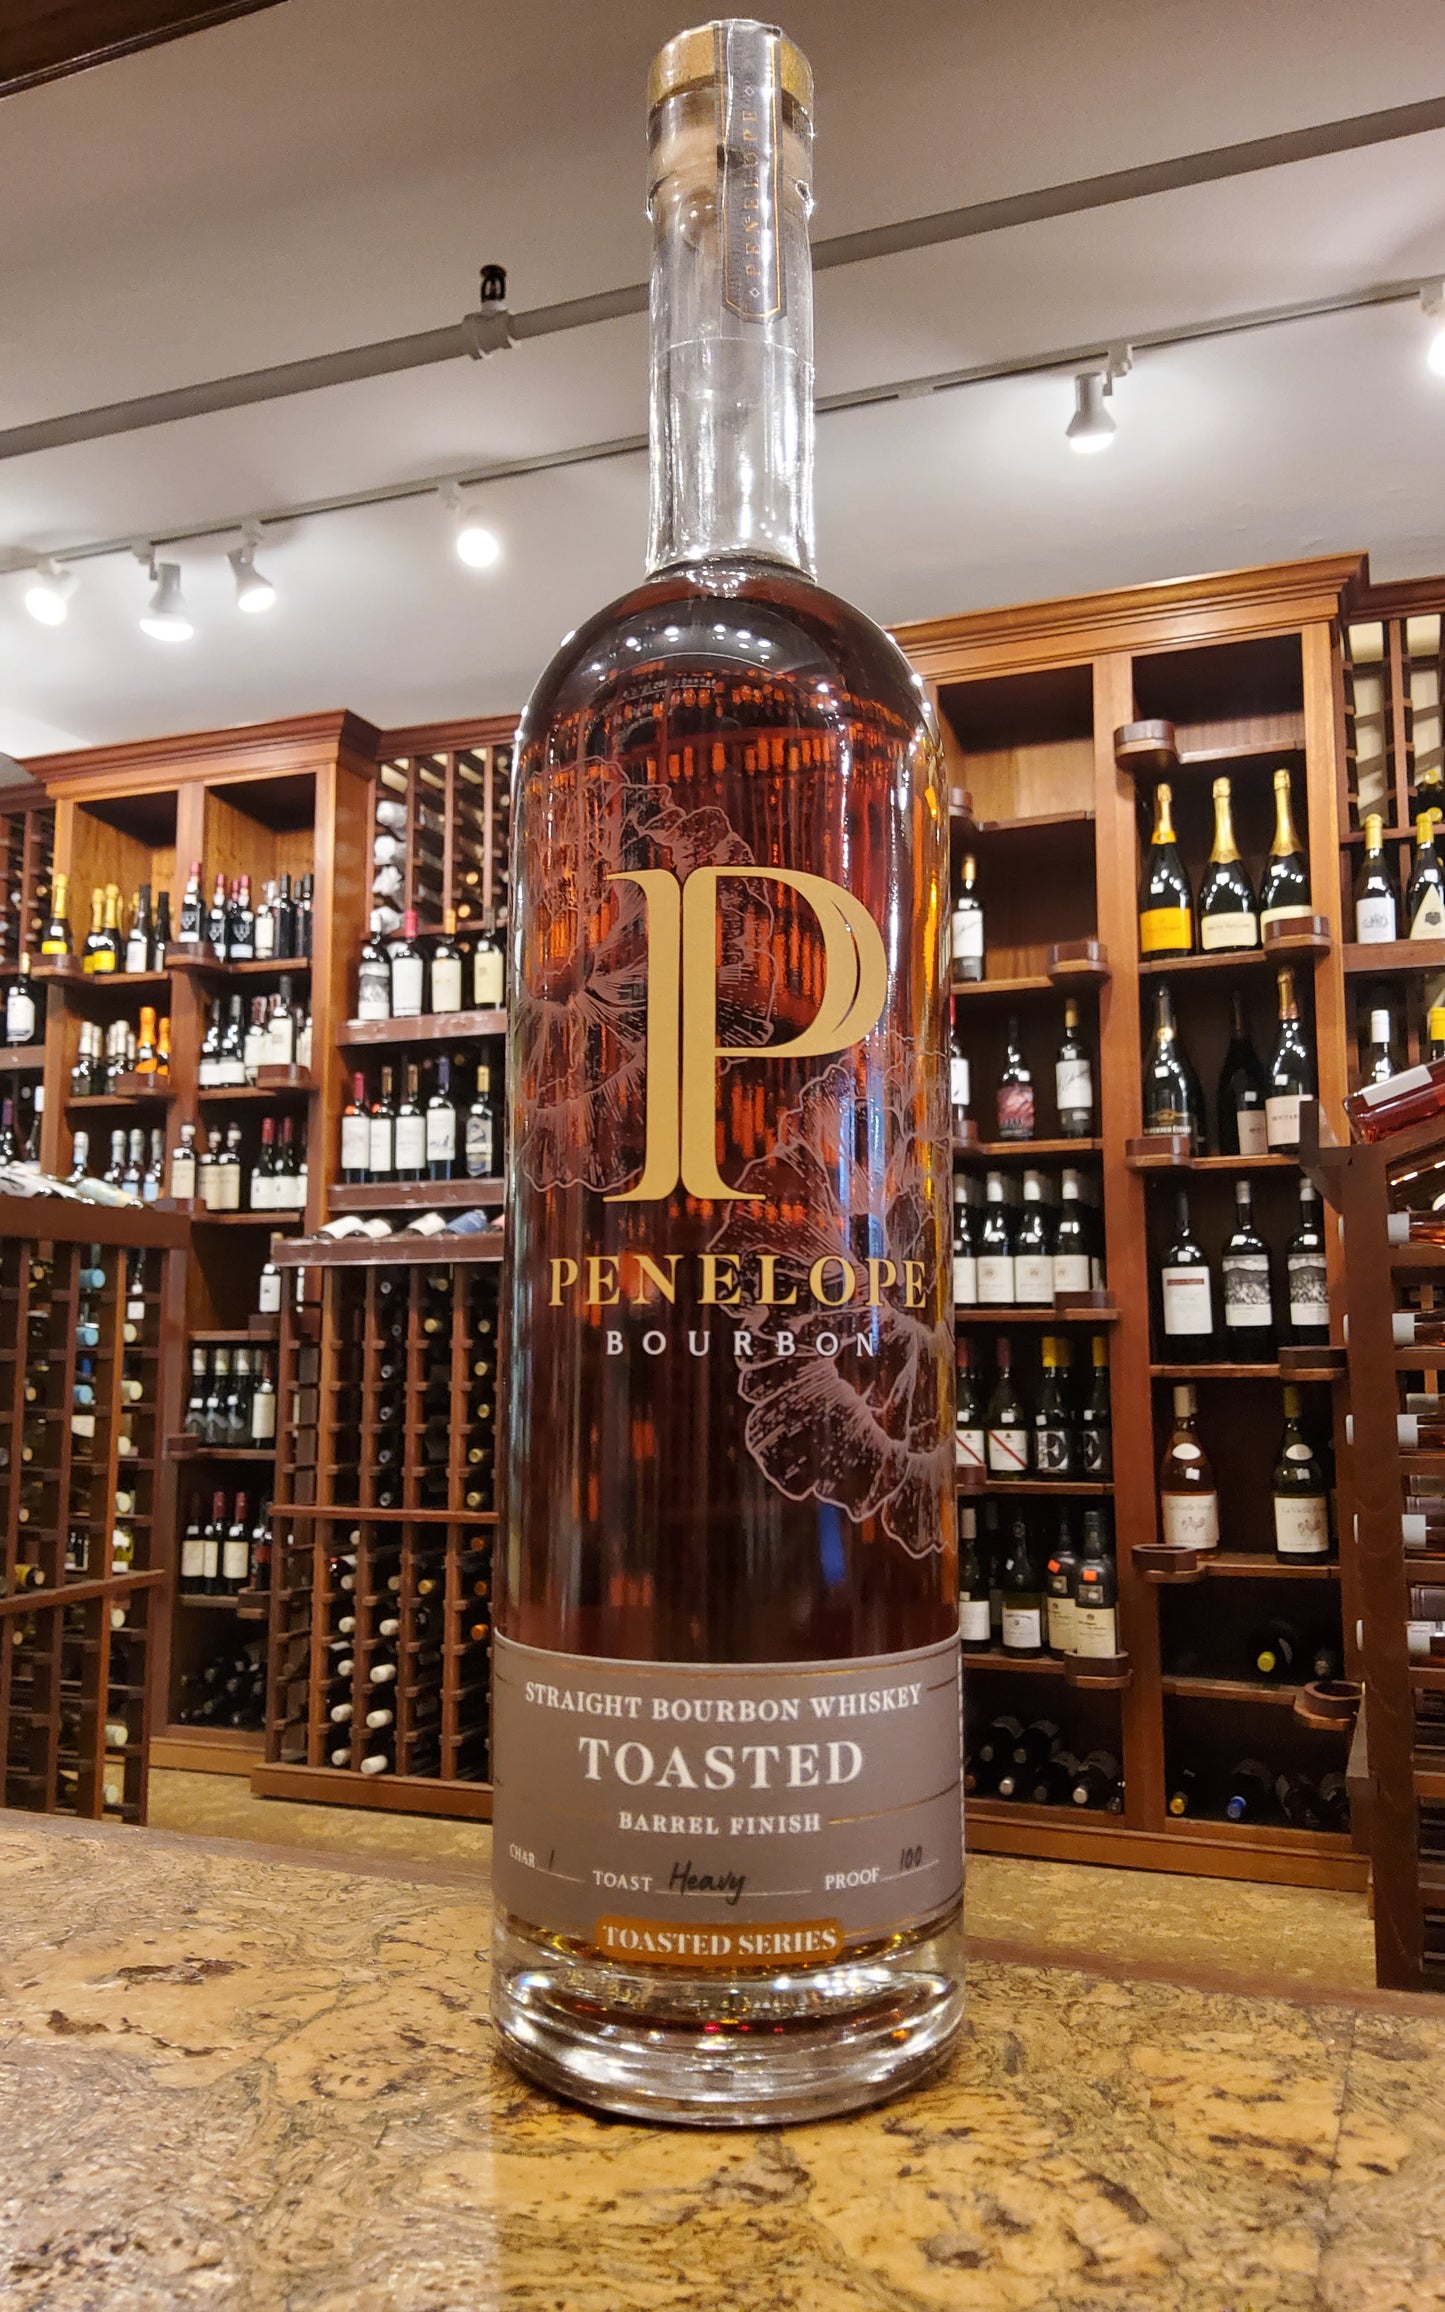 PENELOPE
P
PENELOPE
BOURBON
STRAIGHT BOURBON WHISKEY
TOASTED
BARREL FINISH
CHAR 1 TOAST Heavy PROOF 100
TOASTED SERIES